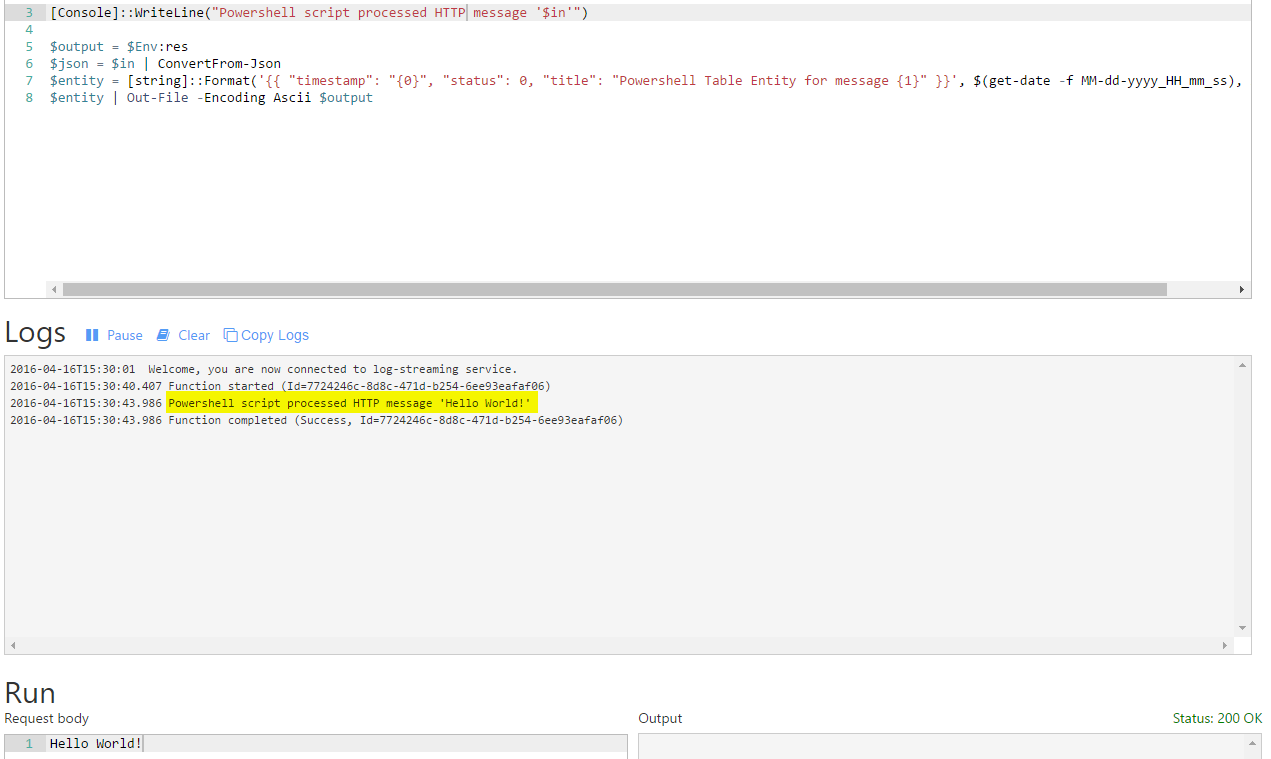 3 [Console]::WriteLine("Powershell script processed HTTP message '$in'")
4
5 $output = $Env:res
6 $json = $in | ConvertFrom-Json
7 $entity = [string]::Format('{{ "timestamp": "{0}", "status": 0, "title": "Powershell Table Entity for message {1}" }}', $(get-date -f MM-dd-yyyy_HH_mm_ss),
8 $entity | Out-File -Encoding Ascii $output
Logs Pause Clear Copy Logs
2016-04-16T15:30:01  Welcome, you are now connected to log-streaming service.
2016-04-16T15:30:40.407 Function started (Id=7724246c-8d8c-471d-b254-6ee93eafaf06)
2016-04-16T15:30:43.986 Powershell script processed HTTP message 'Hello World!'
2016-04-16T15:30:43.986 Function completed (Success, Id=7724246c-8d8c-471d-b254-6ee93eafaf06)
Run
Request body
1 Hello World!
Output Status: 200 OK